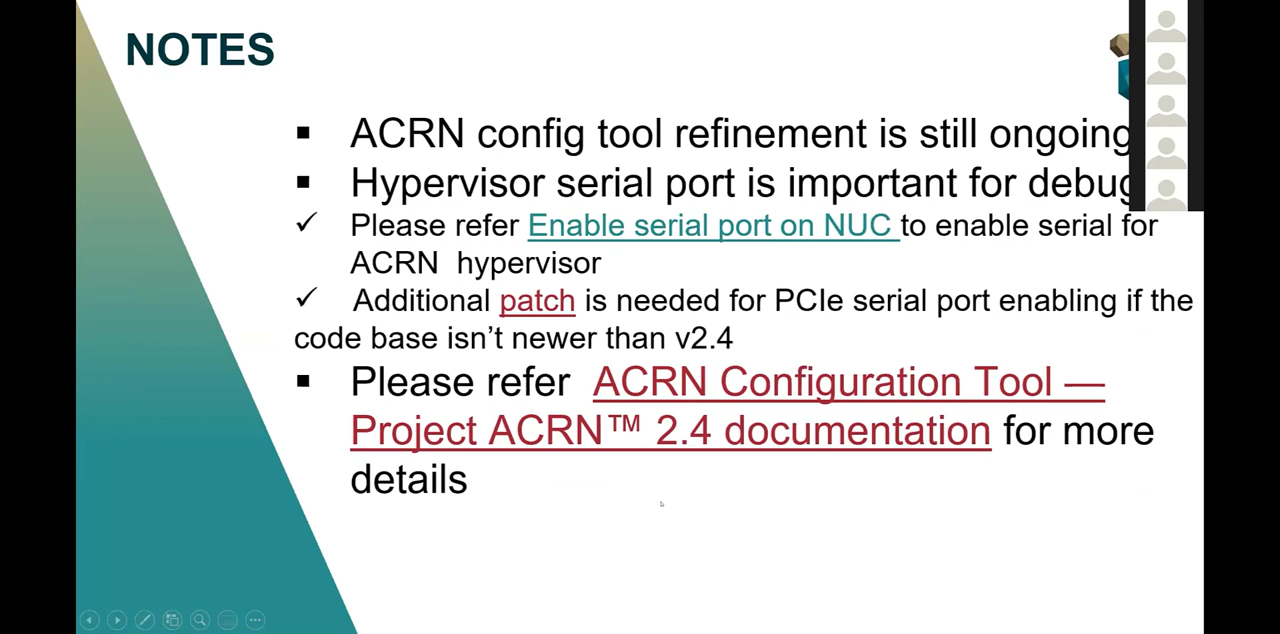 NOTES
▪ ACRN config tool refinement is still ongoing
▪ Hypervisor serial port is important for debug
✓ Please refer Enable serial port on NUC to enable serial for
ACRN hypervisor
✓ Additional patch is needed for PCIe serial port enabling if the
code base isn’t newer than v2.4
▪ Please refer ACRN Configuration Tool —
Project ACRN™ 2.4 documentation for more
details